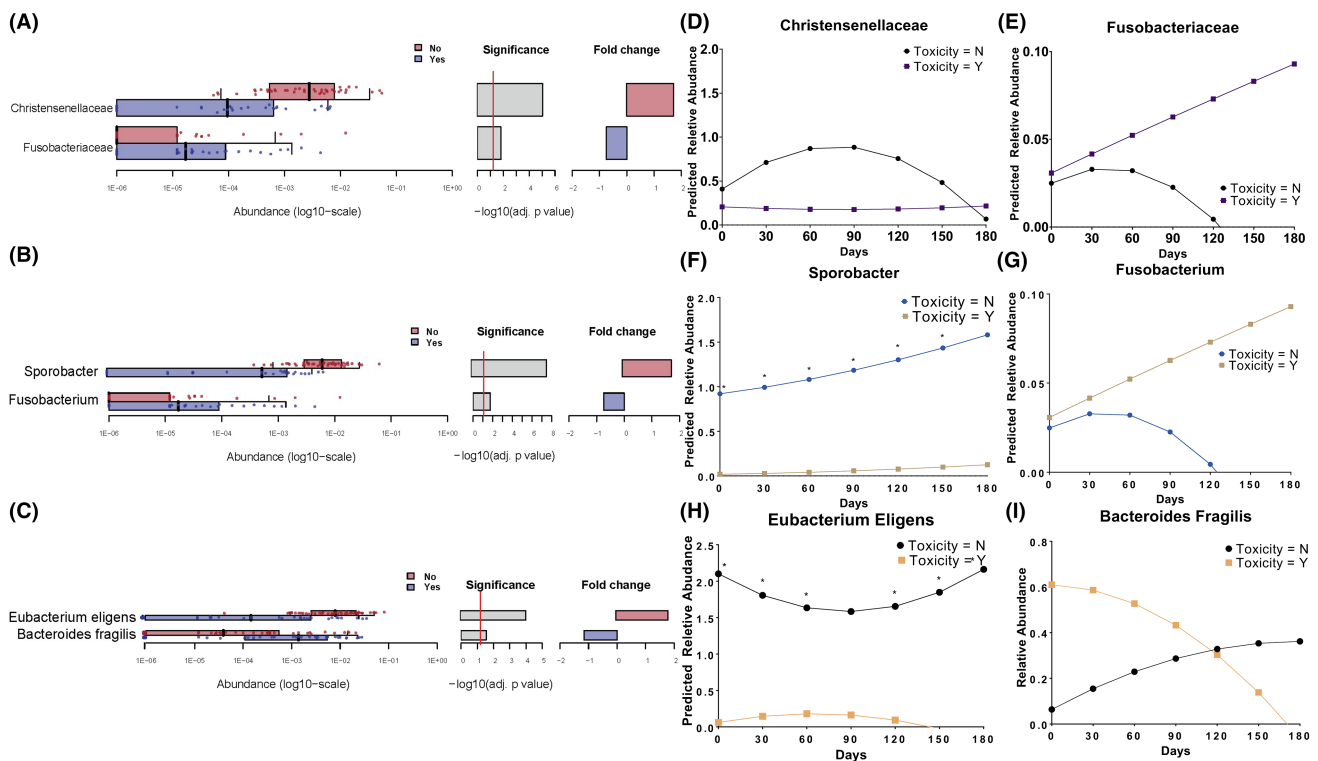 (A)
No
Yes
Significance
Fold change
Christensenellaceae
Fusobacteriaceae
1E−06
1E−05
1E−04
1E−03
1E−02
1E−01
1E+00
0
2
4
6
−2
−1
0
1
2
Abundance (log10−scale)
−log10(adj. p value)
(B)
No
Yes
Significance
Fold change
Sporobacter
Fusobacterium
1E−06
1E−05
1E−04
1E−03
1E−02
1E−01
1E+00
0
2
4
6
8
−2
−1
0
1
2
Abundance (log10−scale)
−log10(adj. p value)
(C)
No
Yes
Significance
Fold change
Eubacterium eligens
Bacteroides fragilis
1E−06
1E−05
1E−04
1E−03
1E−02
1E−01
1E+00
0
1
2
3
4
5
−2
−1
0
1
2
Abundance (log10−scale)
−log10(adj. p value)
(D)
Christensenellaceae
Toxicity = N
Toxicity = Y
Predicted Reletive Abudance
2.0
1.5
1.0
0.5
0.0
0 30 60 90 120 150 180
Days
(E)
Fusobacteriaceae
Predicted Relative Abudance
0.10
0.05
0.00
Toxicity = N
Toxicity = Y
0 30 60 90 120 150 180
Days
(F)
Sporobacter
Toxicity = N
Toxicity = Y
Predicted Relative Abudance
2.0
1.5
1.0
0.5
0.0
* * * * * *
0 30 60 90 120 150 180
Days
(G)
Fusobacterium
Predicted Relative Abudance
0.10
0.05
0.00
Toxicity = N
Toxicity = Y
0 30 60 90 120 150 180
Days
(H)
Eubacterium Eligens
Toxicity = N
Toxicity = Y
Predicted Relative Abudance
2.5
2.0
1.5
1.0
0.5
0.0
* * * * * *
0 30 60 90 120 150 180
Days
(I)
Bacteroides Fragilis
Toxicity = N
Toxicity = Y
Relative Abundance
0.8
0.6
0.4
0.2
0.0
0 30 60 90 120 150 180
Days